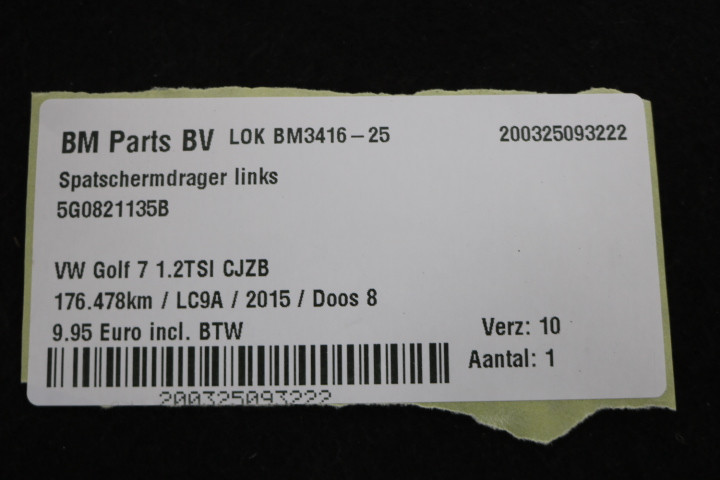 BM Parts BV LOK BM3416-25 200325093222
Spatschermdrager links
5G0821135B
VW Golf 7 1.2TSI CJZB
176.478km / LC9A / 2015 / Doos 8
9.95 Euro incl. BTW Verz: 10
Aantal: 1
200325093222